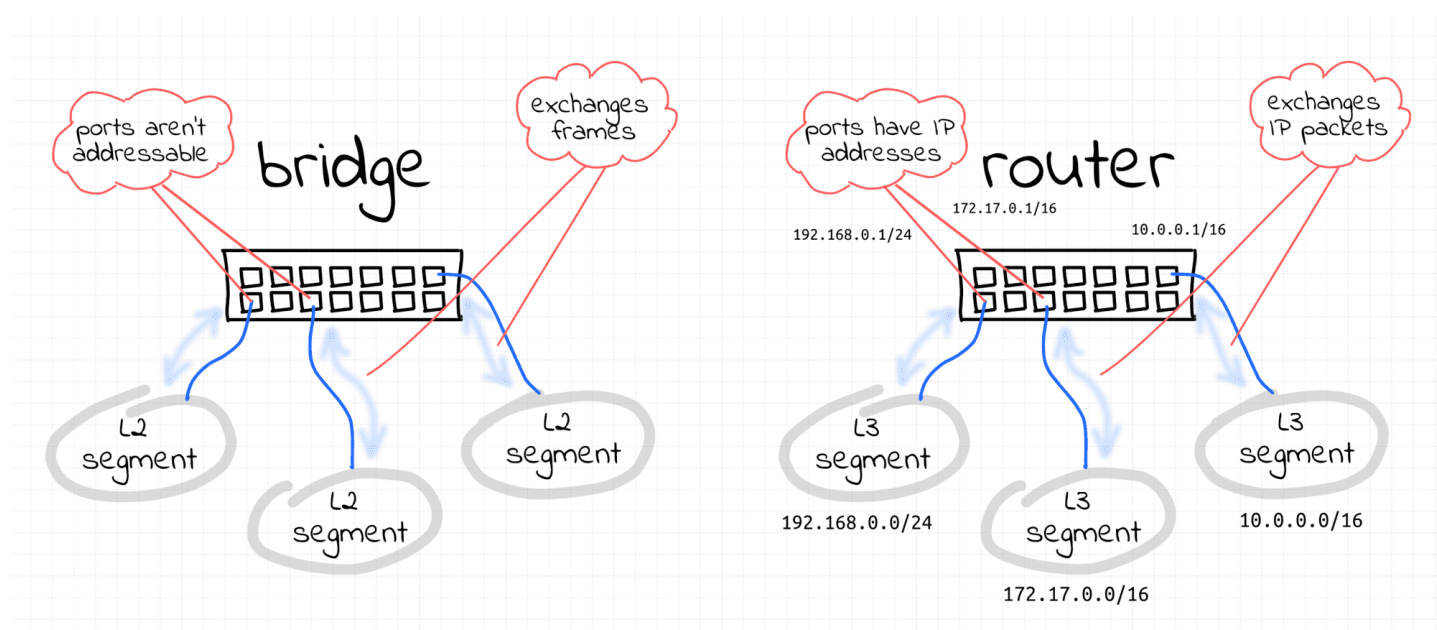 ports aren't
addressable
bridge
exchanges
frames
L2
segment
L2
segment
L2
segment
ports have IP
addresses
router
exchanges
IP packets
192.168.0.1/24
172.17.0.1/16
10.0.0.1/16
L3
segment
192.168.0.0/24
L3
segment
172.17.0.0/16
L3
segment
10.0.0.0/16